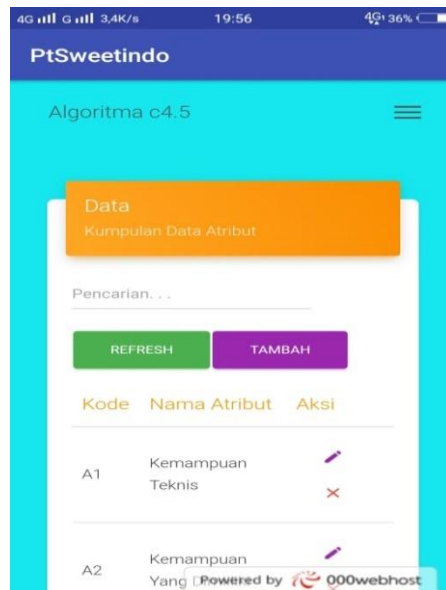 4G G 3,4K/s 19:56 4G 36%
PtSweetindo
Algoritma c4.5
Data
Kumpulan Data Atribut
Pencarian. . .
REFRESH TAMBAH
Kode Nama Atribut Aksi
A1 Kemampuan
Teknis
A2 Kemampuan
Yang
Powered by 000webhost